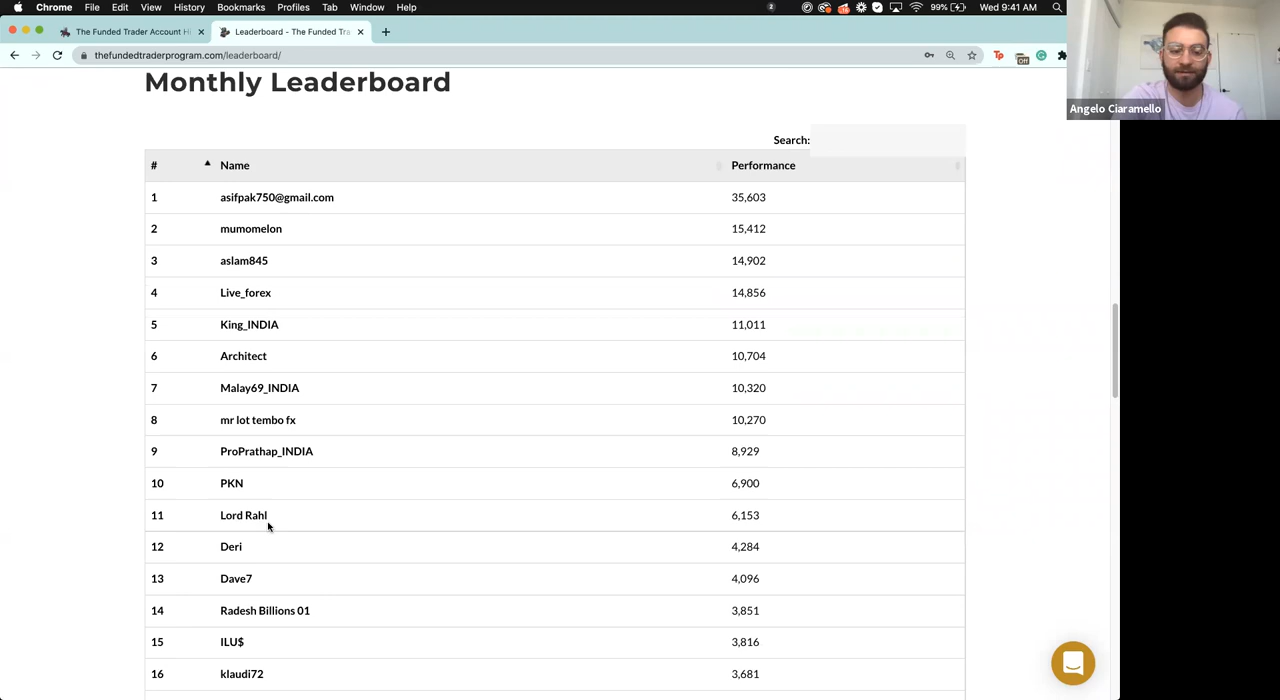 Chrome File Edit View History Bookmarks Profiles Tab Window Help 2 99% Wed 9:41 AM
The Funded Trader Account Hi Leaderboard - The Funded Tra
thefundedtraderprogram.com/leaderboard/
Off
Angelo Ciaramello
Monthly Leaderboard
Search:
# Name Performance
1 asifpak750@gmail.com 35,603
2 mumomelon 15,412
3 aslam845 14,902
4 Live_forex 14,856
5 King_INDIA 11,011
6 Architect 10,704
7 Malay69_INDIA 10,320
8 mr lot tembo fx 10,270
9 ProPrathap_INDIA 8,929
10 PKN 6,900
11 Lord Rahl 6,153
12 Deri 4,284
13 Dave7 4,096
14 Radesh Billions 01 3,851
15 ILU$ 3,816
16 klaudi72 3,681